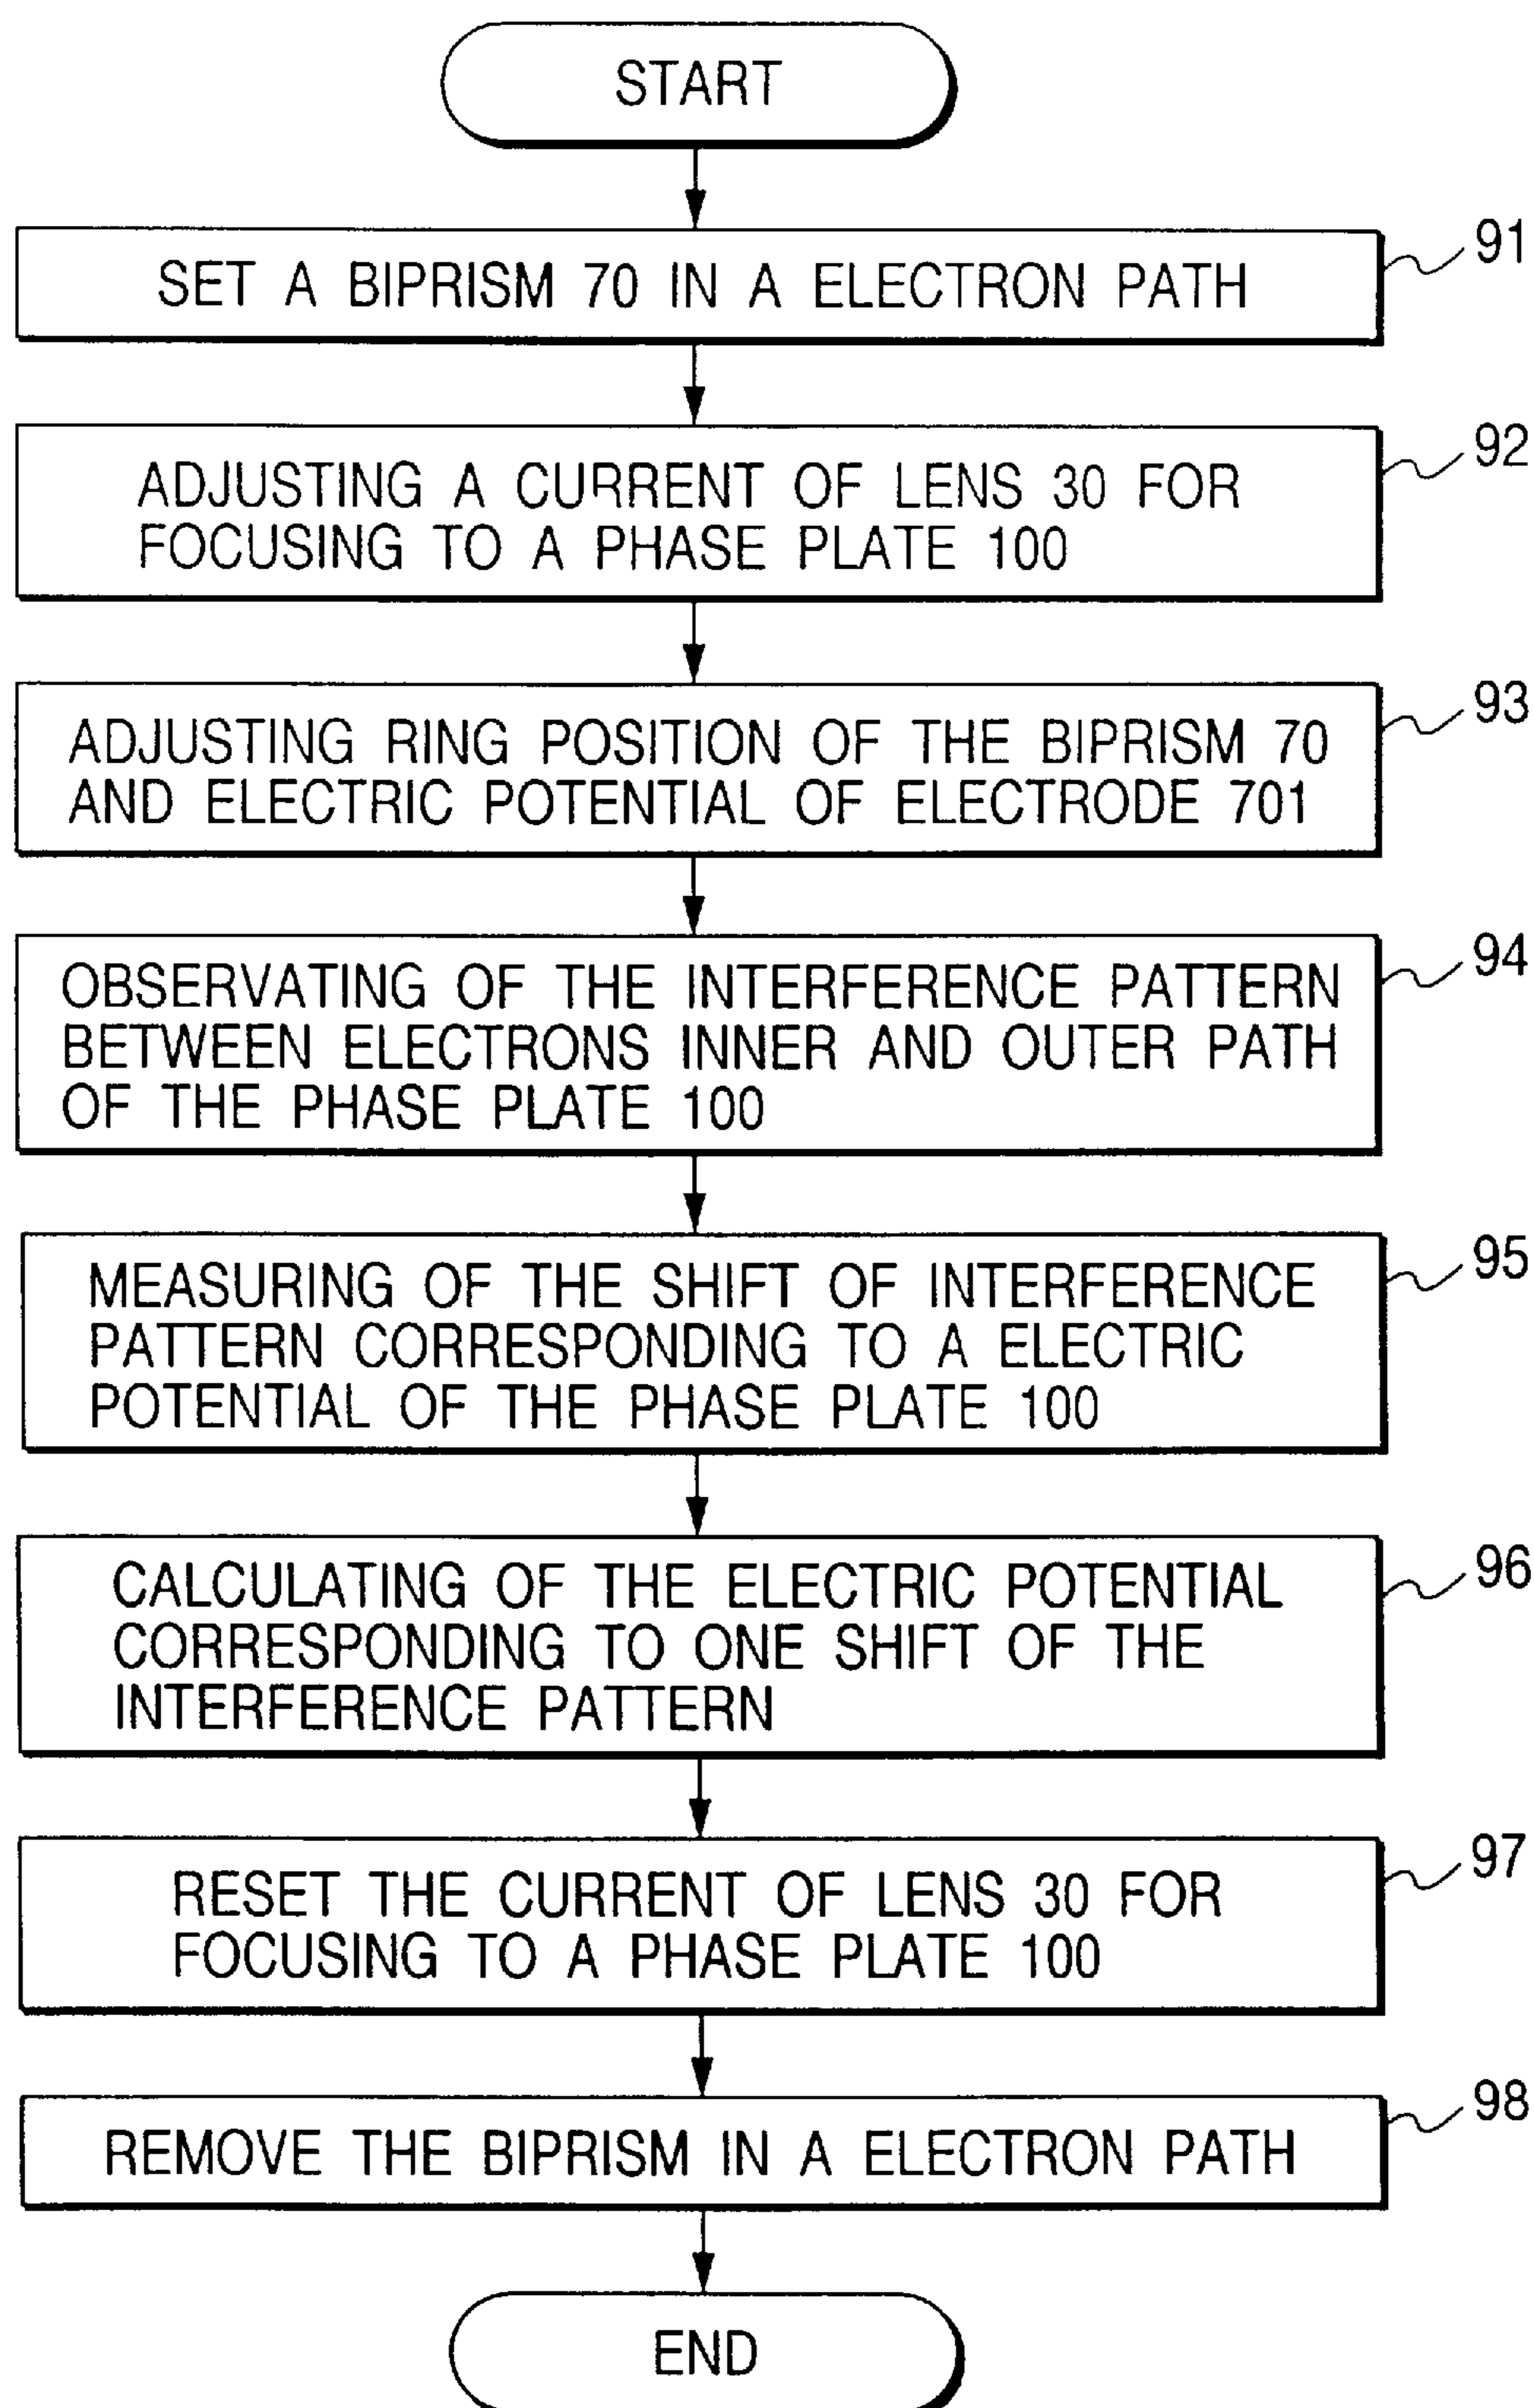 START
91
SET A BIPRISM 70 IN A ELECTRON PATH
92
ADJUSTING A CURRENT OF LENS 30 FOR
FOCUSING TO A PHASE PLATE 100
93
ADJUSTING RING POSITION OF THE BIPRISM 70
AND ELECTRIC POTENTIAL OF ELECTRODE 701
94
OBSERVATING OF THE INTERFERENCE PATTERN
BETWEEN ELECTRONS INNER AND OUTER PATH
OF THE PHASE PLATE 100
95
MEASURING OF THE SHIFT OF INTERFERENCE
PATTERN CORRESPONDING TO A ELECTRIC
POTENTIAL OF THE PHASE PLATE 100
96
CALCULATING OF THE ELECTRIC POTENTIAL
CORRESPONDING TO ONE SHIFT OF THE
INTERFERENCE PATTERN
97
RESET THE CURRENT OF LENS 30 FOR
FOCUSING TO A PHASE PLATE 100
98
REMOVE THE BIPRISM IN A ELECTRON PATH
END